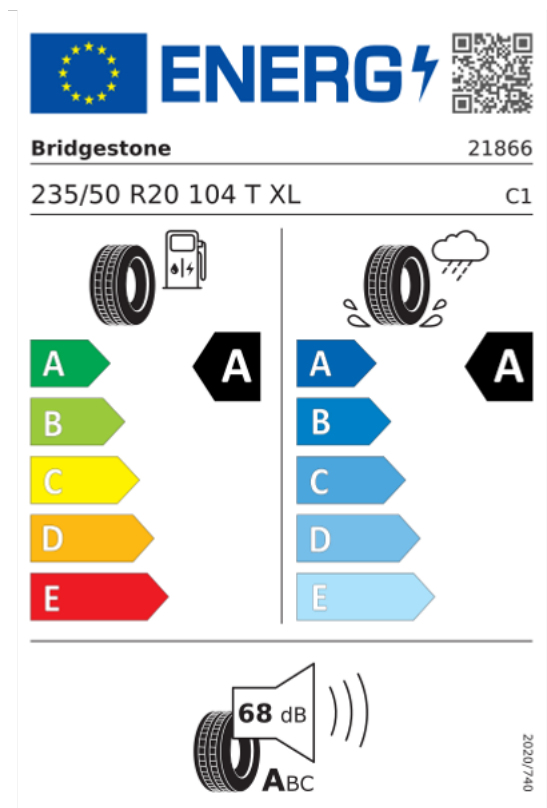 ENERG
Bridgestone 21866
235/50 R20 104 T XL C1
A A A A
B B
C C
D D
E E
68 dB
ABC
2020/740